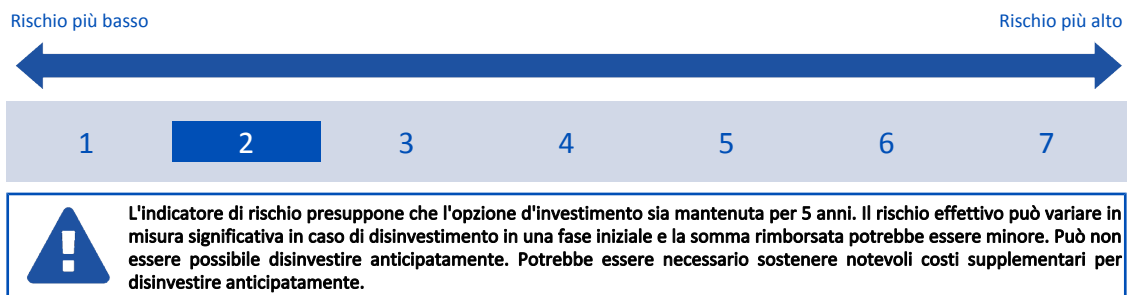 Rischio più basso Rischio più alto
1 2 3 4 5 6 7
L'indicatore di rischio presuppone che l'opzione d'investimento sia mantenuta per 5 anni. Il rischio effettivo può variare in
misura significativa in caso di disinvestimento in una fase iniziale e la somma rimborsata potrebbe essere minore. Può non
essere possibile disinvestire anticipatamente. Potrebbe essere necessario sostenere notevoli costi supplementari per
disinvestire anticipatamente.